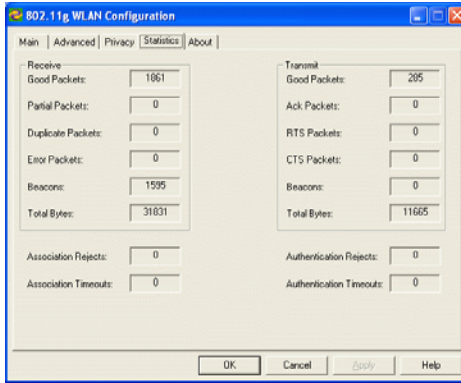 802.11g WLAN Configuration
Main Advanced Privacy Statistics About
Receive
Good Packets: 1861
Partial Packets: 0
Duplicate Packets: 0
Error Packets: 0
Beacons: 1595
Total Bytes: 31831
Association Rejects: 0
Association Timeouts: 0
Transmit
Good Packets: 285
Ack Packets: 0
RTS Packets: 0
CTS Packets: 0
Beacons: 0
Total Bytes: 11665
Authentication Rejects: 0
Authentication Timeouts: 0
OK Cancel Apply Help